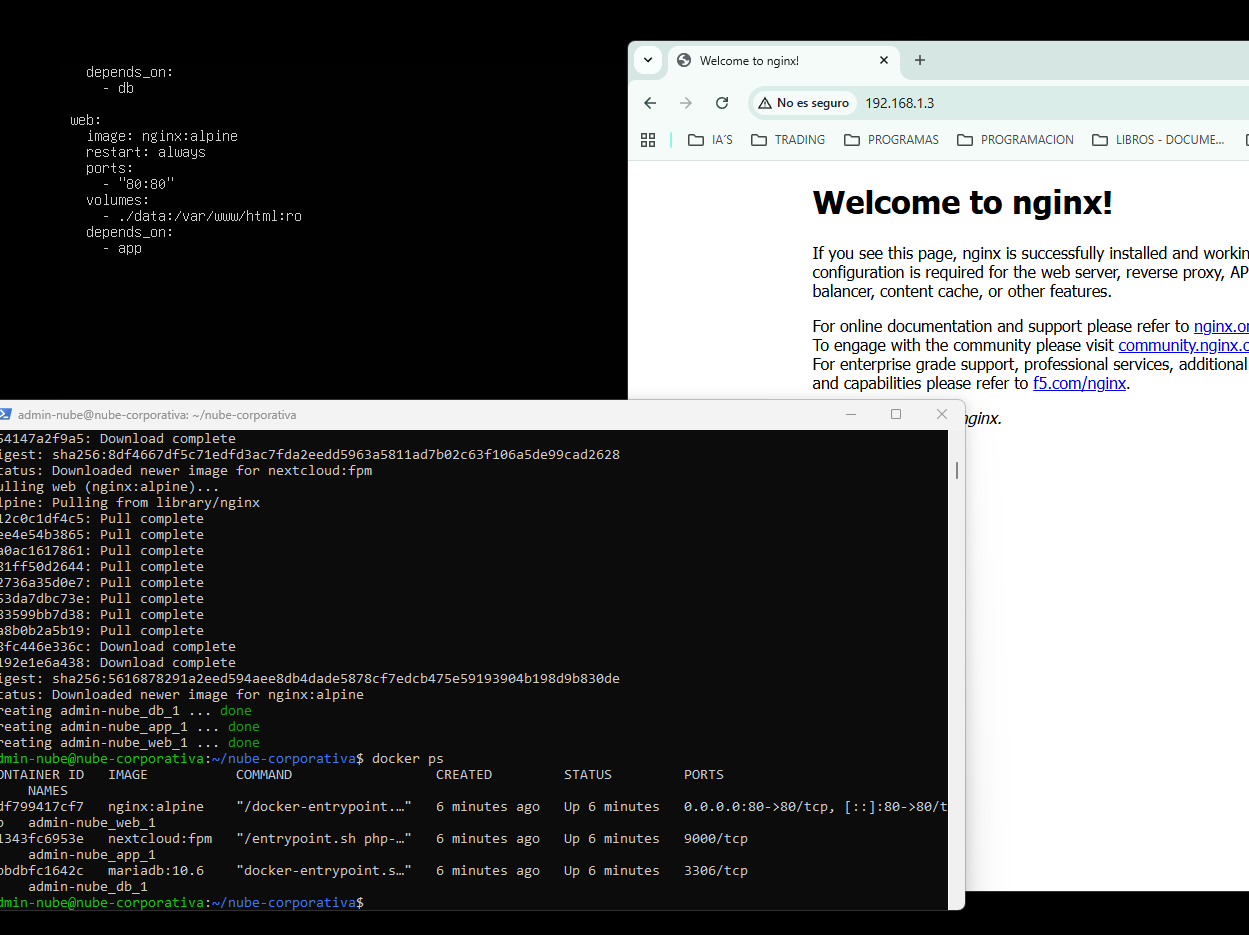 depends_on:
- db
web:
image: nginx:alpine
restart: always
ports:
- "80:80"
volumes:
- ./data:/var/www/html:ro
depends_on:
- app
Welcome to nginx!
No es seguro 192.168.1.3
IA´S TRADING PROGRAMAS PROGRAMACION LIBROS - DOCUME...
Welcome to nginx!
If you see this page, nginx is successfully installed and workin
configuration is required for the web server, reverse proxy, AP
balancer, content cache, or other features.
For online documentation and support please refer to nginx.or
To engage with the community please visit community.nginx.o
For enterprise grade support, professional services, additional
and capabilities please refer to f5.com/nginx.
nginx.
admin-nube@nube-corporativa: ~/nube-corporativa
54147a2f9a5: Download complete
igest: sha256:8df4667df5c71edfd3ac7fda2eedd5963a5811ad7b02c63f106a5de99cad2628
tatus: Downloaded newer image for nextcloud:fpm
ulling web (nginx:alpine)...
lpine: Pulling from library/nginx
12c0c1df4c5: Pull complete
ee4e54b3865: Pull complete
a0ac1617861: Pull complete
81ff50d2644: Pull complete
2736a35d0e7: Pull complete
53da7dbc73e: Pull complete
83599bb7d38: Pull complete
a8b0b2a5b19: Pull complete
8fc446e336c: Download complete
192e1e6a438: Download complete
igest: sha256:5616878291a2eed594aee8db4dade5878cf7edcb475e59193904b198d9b830de
tatus: Downloaded newer image for nginx:alpine
reating admin-nube_db_1 ... done
reating admin-nube_app_1 ... done
reating admin-nube_web_1 ... done
dmin-nube@nube-corporativa:~/nube-corporativa$ docker ps
ONTAINER ID IMAGE COMMAND CREATED STATUS PORTS
NAMES
df799417cf7 nginx:alpine "/docker-entrypoint.…" 6 minutes ago Up 6 minutes 0.0.0.0:80->80/tcp, [::]:80->80/t
p admin-nube_web_1
1343fc6953e nextcloud:fpm "/entrypoint.sh php-…" 6 minutes ago Up 6 minutes 9000/tcp
admin-nube_app_1
bbdbfc1642c mariadb:10.6 "docker-entrypoint.s…" 6 minutes ago Up 6 minutes 3306/tcp
admin-nube_db_1
dmin-nube@nube-corporativa:~/nube-corporativa$